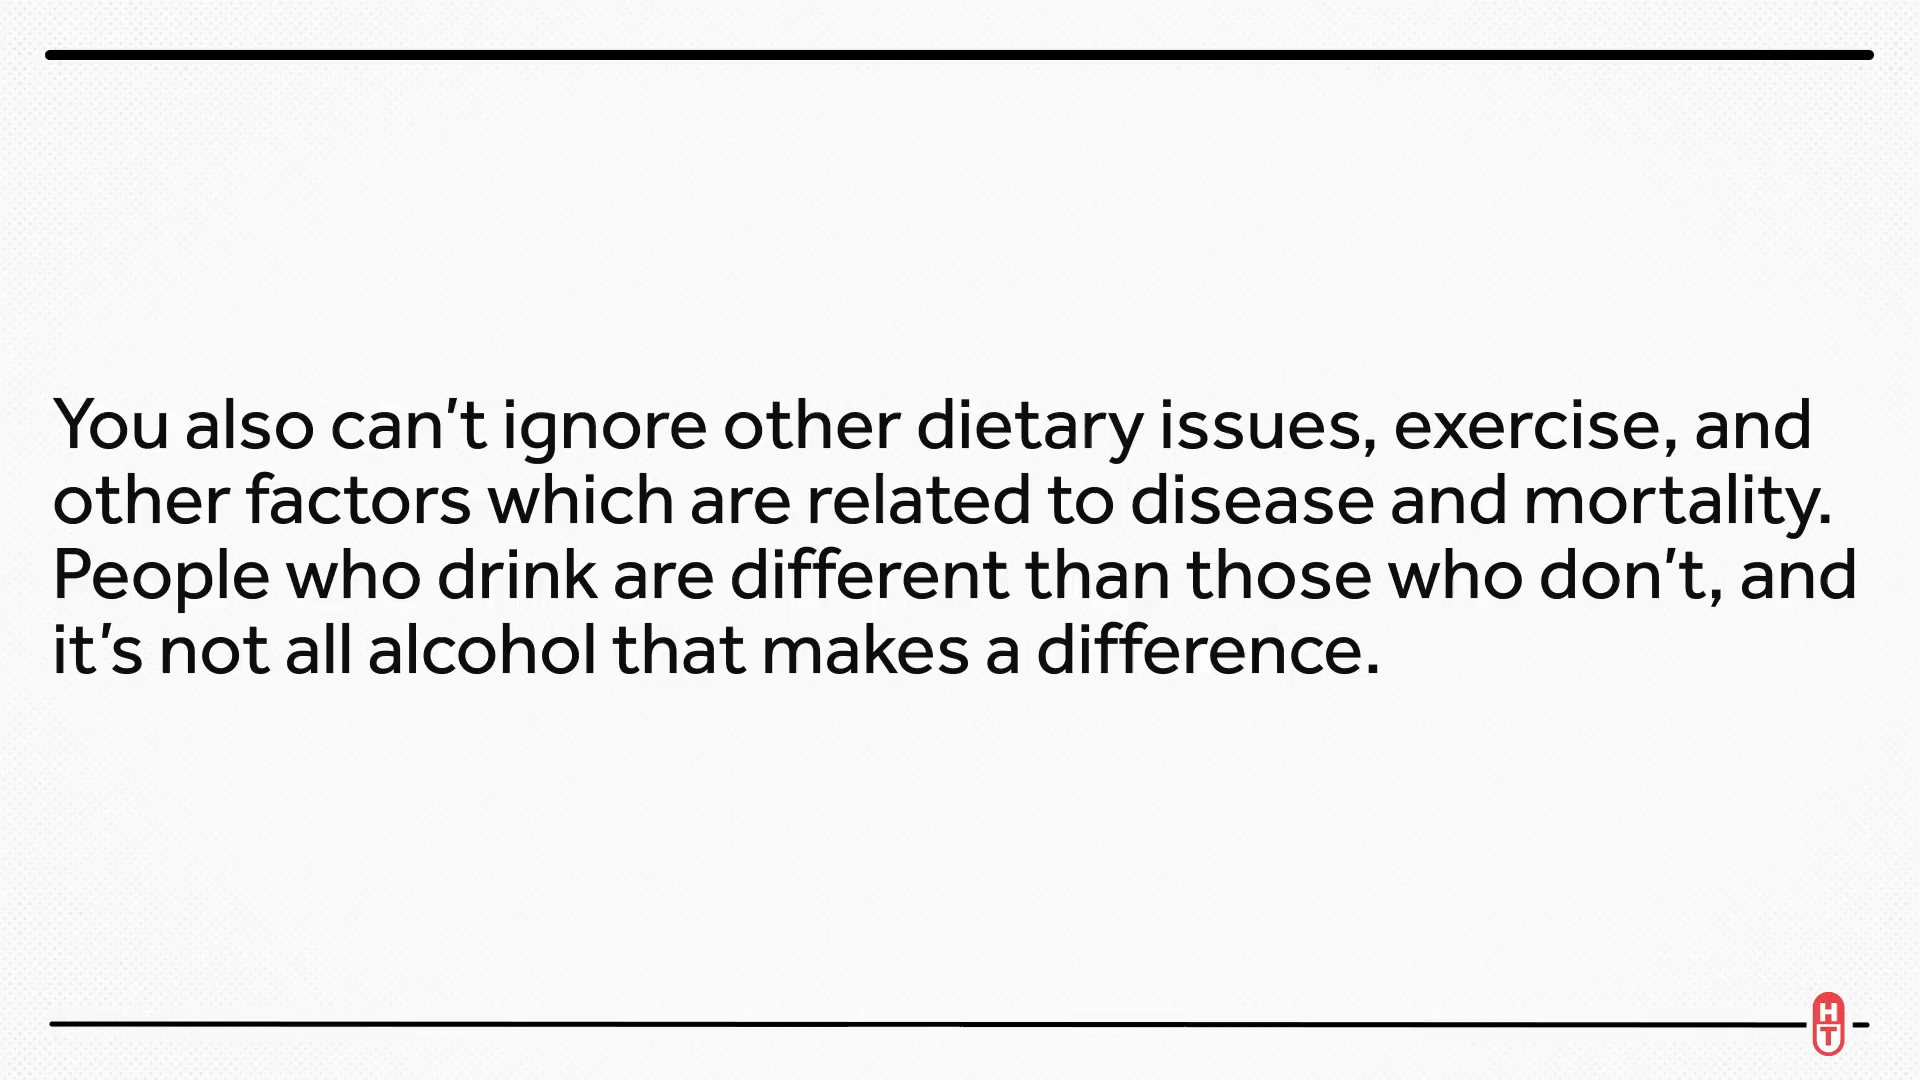 You also can't ignore other dietary issues, exercise, and
other factors which are related to disease and mortality.
People who drink are different than those who don't, and
it's not all alcohol that makes a difference.
H
T